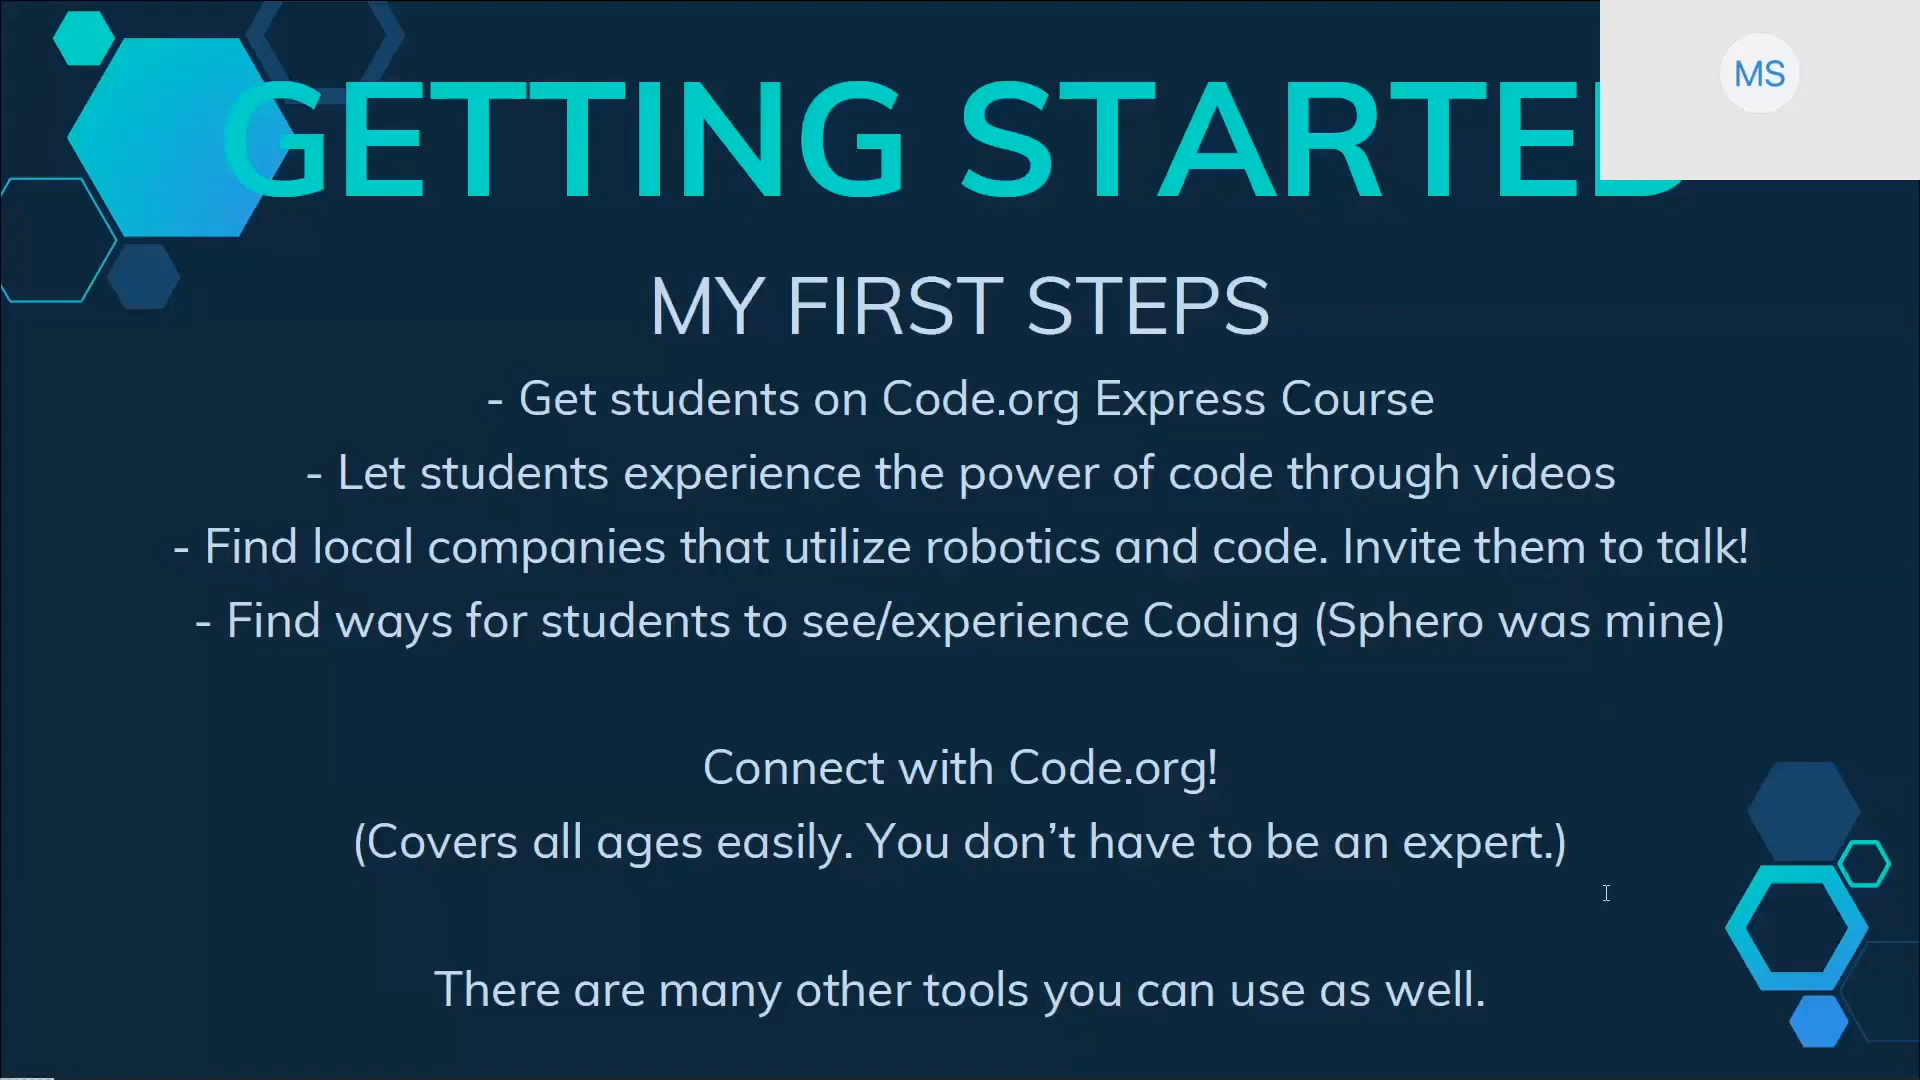 GETTING STARTED
MS
MY FIRST STEPS
- Get students on Code.org Express Course
- Let students experience the power of code through videos
- Find local companies that utilize robotics and code. Invite them to talk!
- Find ways for students to see/experience Coding (Sphero was mine)
Connect with Code.org!
(Covers all ages easily. You don’t have to be an expert.)
There are many other tools you can use as well.